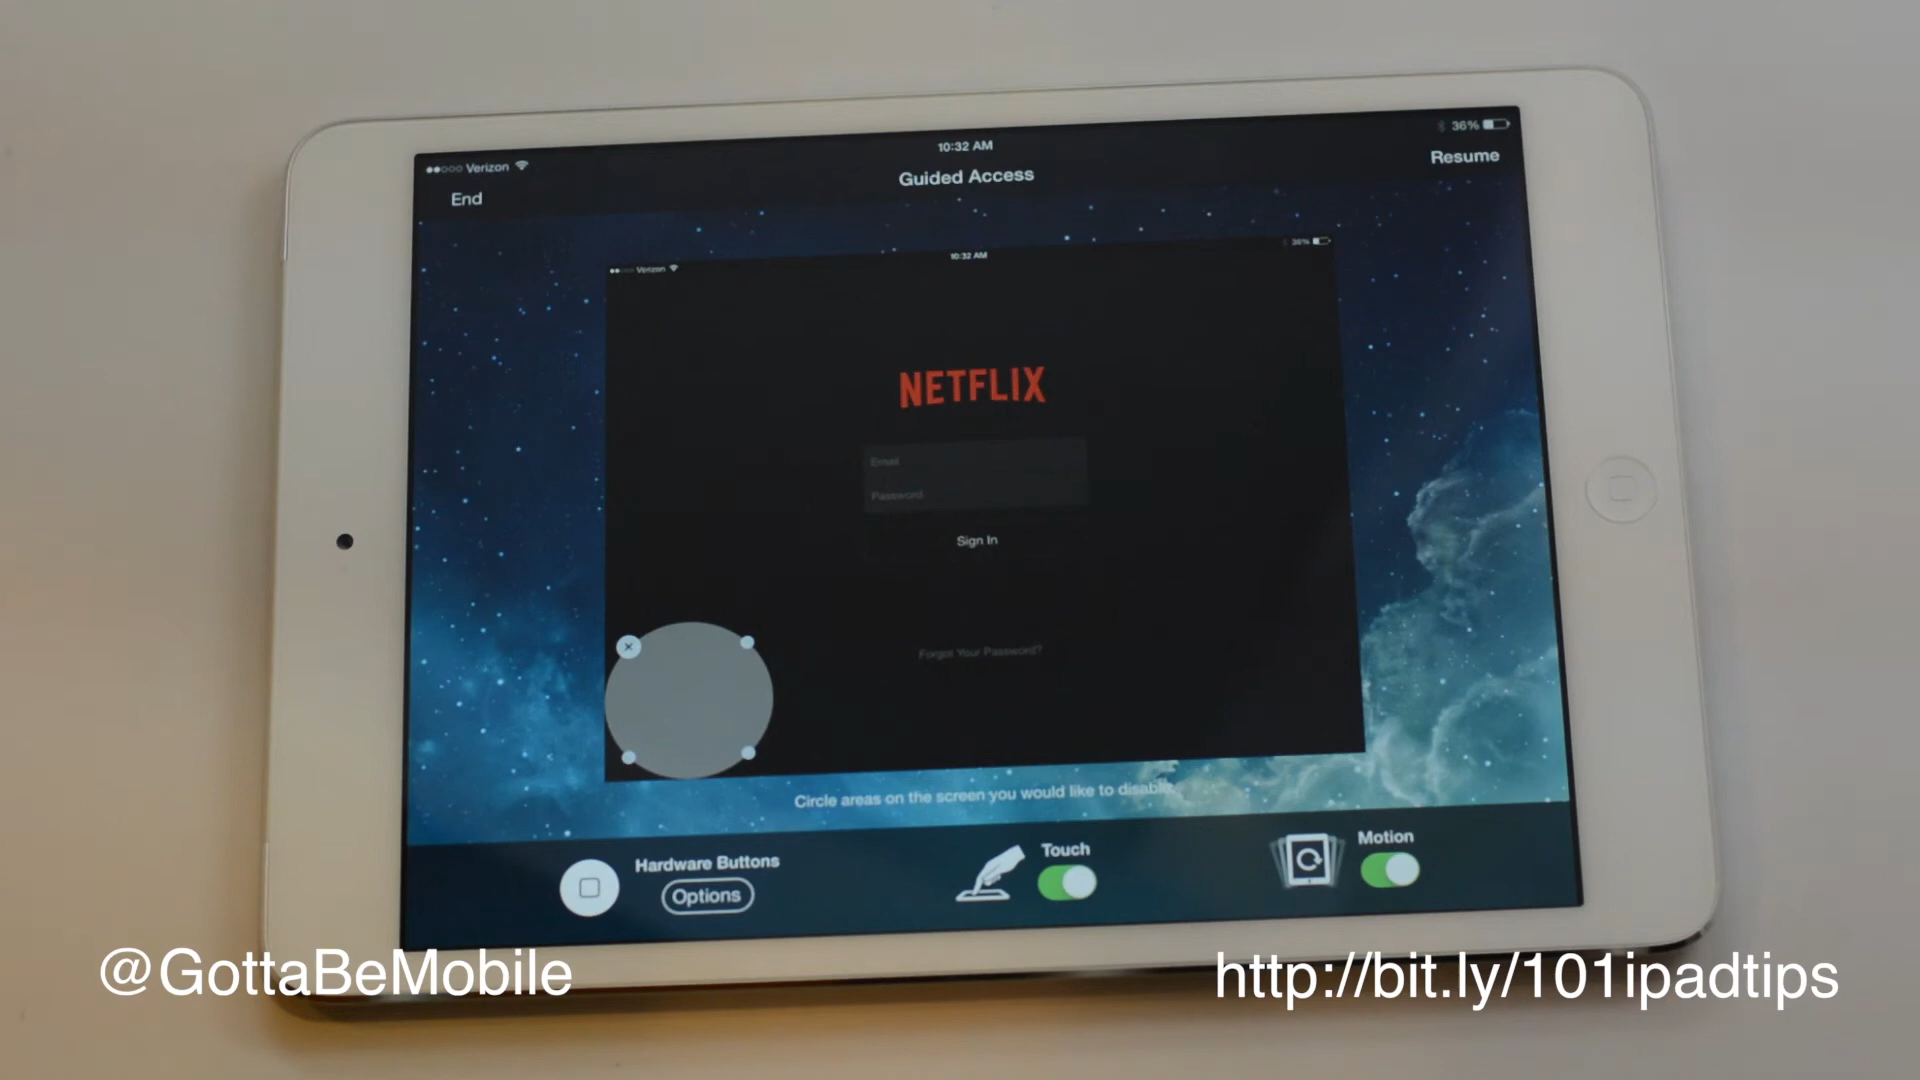 Verizon
10:32 AM
36%
End
Guided Access
Resume
Verizon
10:32 AM
36%
NETFLIX
Email
Password
Sign In
Forgot Your Password?
Circle areas on the screen you would like to disable.
Hardware Buttons
Options
Touch
Motion
@GottaBeMobile
http://bit.ly/101ipadtips